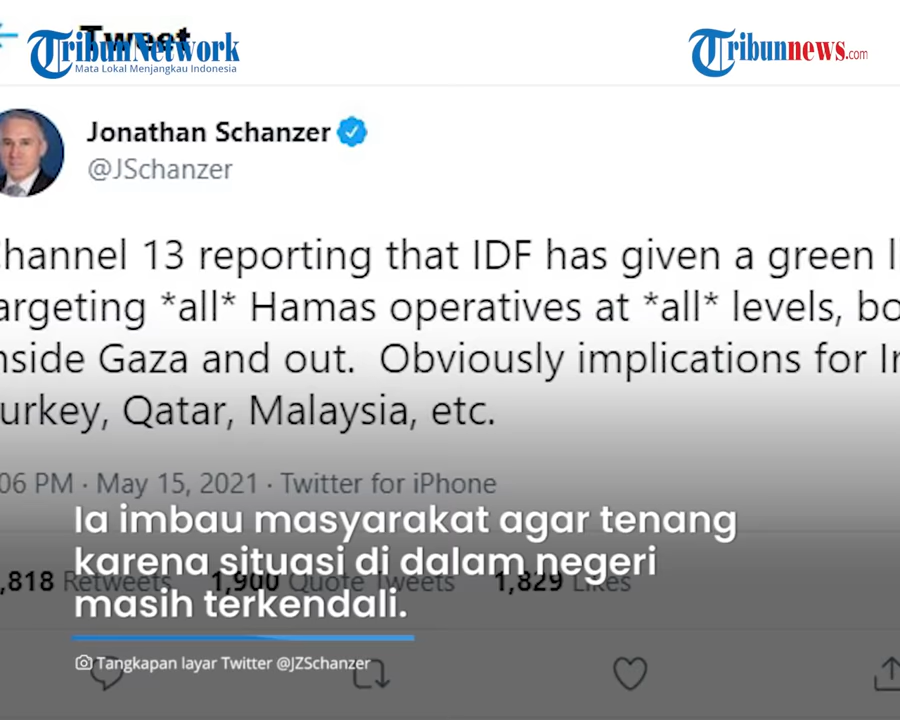 Tweet
TribunNetwork
Mata Lokal Menjangkau Indonesia
Tribunnews.com
Jonathan Schanzer
@JSchanzer
hannel 13 reporting that IDF has given a green l
argeting *all* Hamas operatives at *all* levels, bo
nside Gaza and out. Obviously implications for Ir
urkey, Qatar, Malaysia, etc.
06 PM · May 15, 2021 · Twitter for iPhone
Ia imbau masyarakat agar tenang
karena situasi di dalam negeri
,818 Retweets 1,900 Quote Tweets 1,829 Likes
masih terkendali.
Tangkapan layar Twitter @JZSchanzer